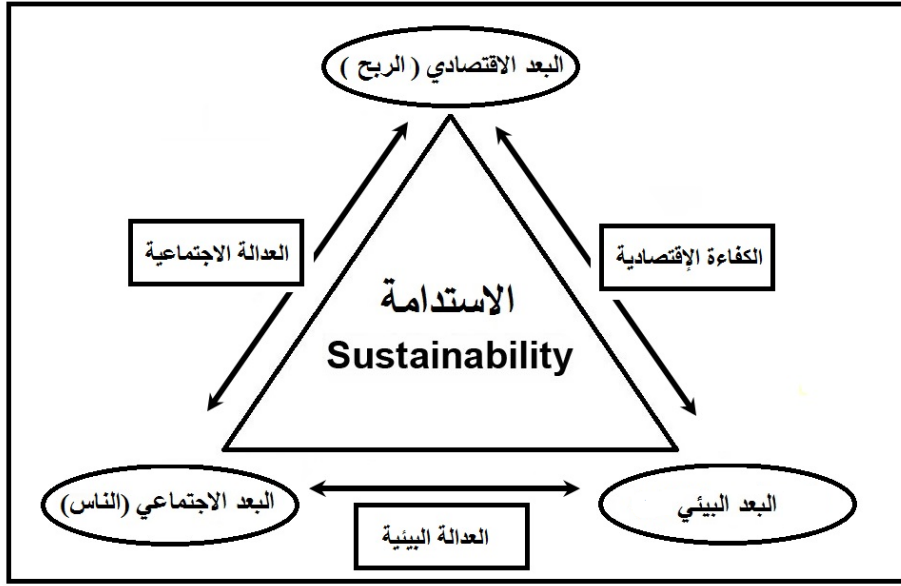 البعد الاقتصادي ( الربح )
العدالة الاجتماعية
الكفاءة الإقتصادية
الاستدامة
Sustainability
البعد الاجتماعي (الناس)
البعد البيئي
العدالة البيئية